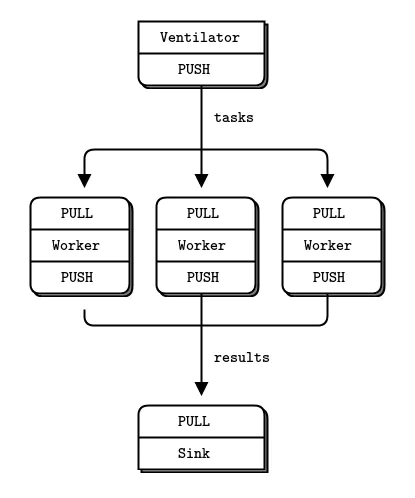 Ventilator
PUSH
tasks
PULL PULL PULL
Worker Worker Worker
PUSH PUSH PUSH
results
PULL
Sink